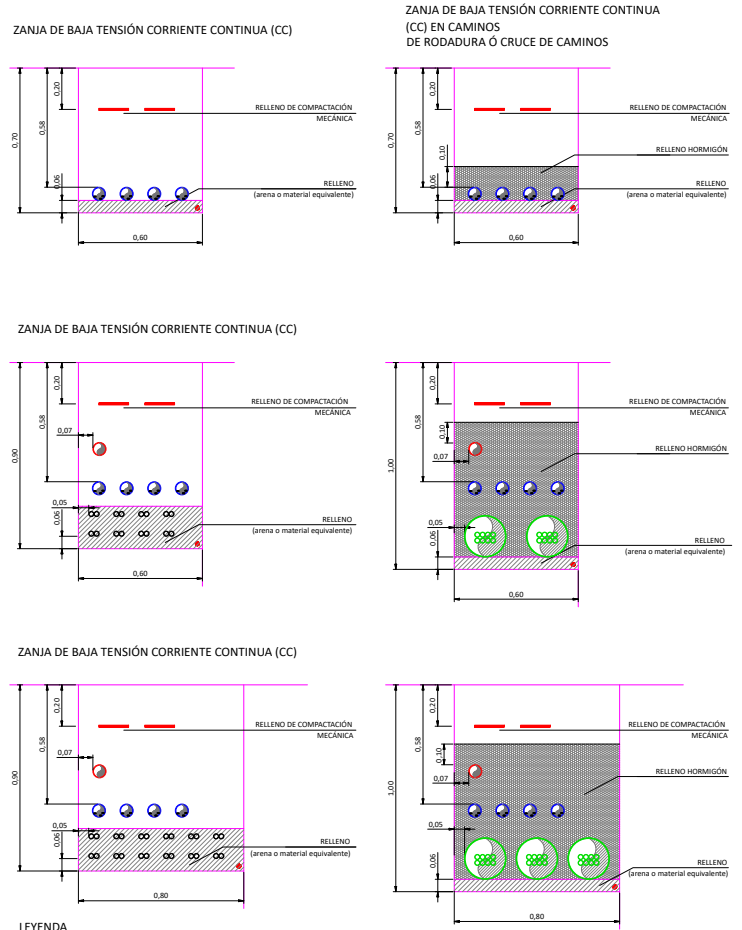 ZANJA DE BAJA TENSIÓN CORRIENTE CONTINUA (CC)
0,20
0,58
0,70
0,06
0,60
RELLENO DE COMPACTACIÓN
MECÁNICA
RELLENO
(arena o material equivalente)
ZANJA DE BAJA TENSIÓN CORRIENTE CONTINUA
(CC) EN CAMINOS
DE RODADURA Ó CRUCE DE CAMINOS
0,20
0,58
0,70
0,10
0,06
0,60
RELLENO DE COMPACTACIÓN
MECÁNICA
RELLENO HORMIGÓN
RELLENO
(arena o material equivalente)
ZANJA DE BAJA TENSIÓN CORRIENTE CONTINUA (CC)
0,20
0,58
0,90
0,07
0,05
0,06
0,60
RELLENO DE COMPACTACIÓN
MECÁNICA
RELLENO
(arena o material equivalente)
0,20
0,58
1,00
0,10
0,07
0,05
0,06
0,60
RELLENO DE COMPACTACIÓN
MECÁNICA
RELLENO HORMIGÓN
RELLENO
(arena o material equivalente)
ZANJA DE BAJA TENSIÓN CORRIENTE CONTINUA (CC)
0,20
0,58
0,90
0,07
0,05
0,06
0,80
RELLENO DE COMPACTACIÓN
MECÁNICA
RELLENO
(arena o material equivalente)
0,20
0,58
1,00
0,10
0,07
0,05
0,06
0,80
RELLENO DE COMPACTACIÓN
MECÁNICA
RELLENO HORMIGÓN
RELLENO
(arena o material equivalente)
LEYENDA